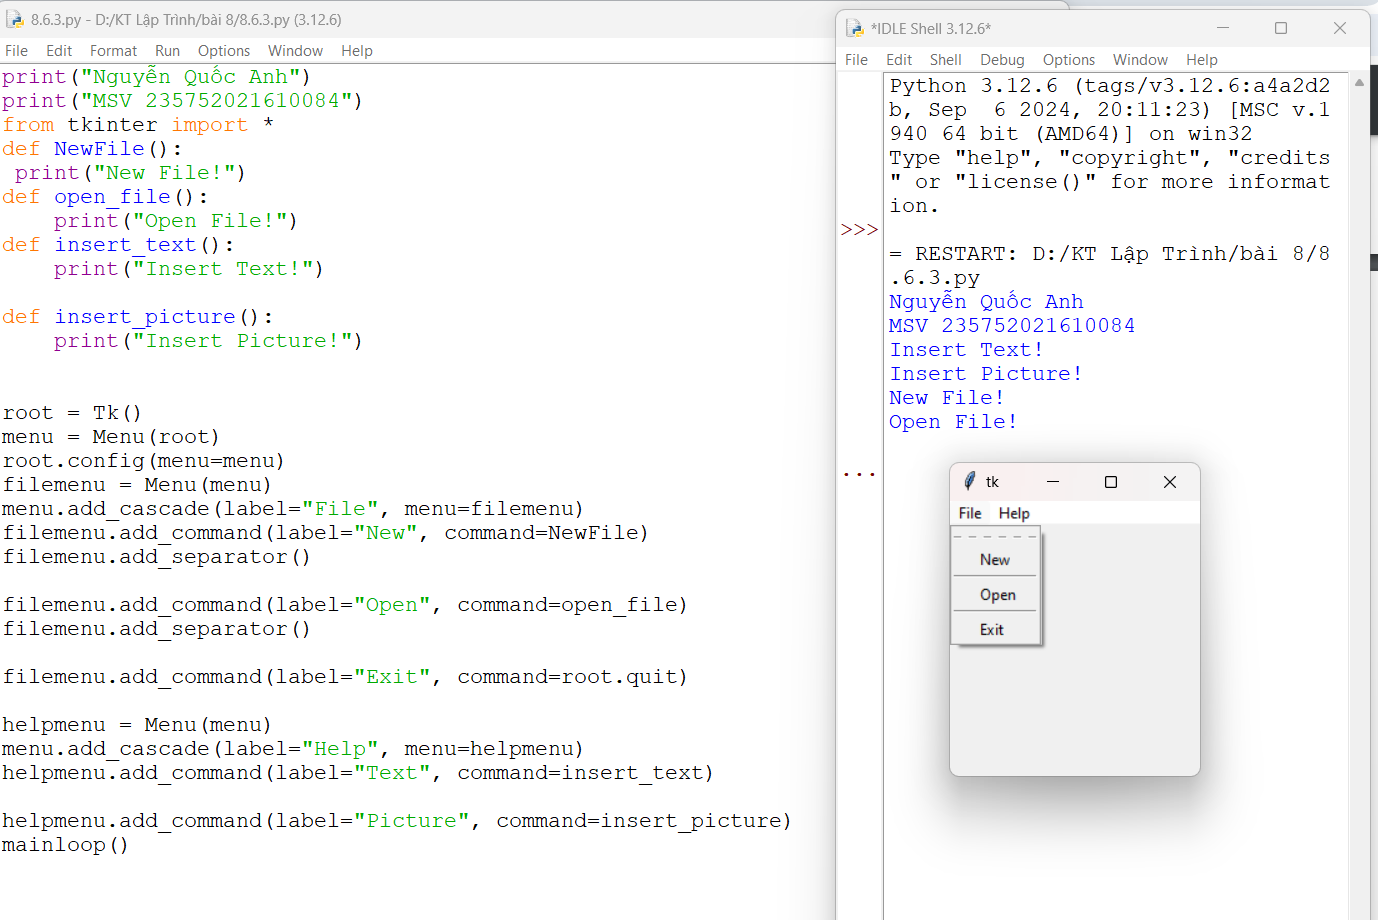 8.6.3.py - D:/KT Lập Trình/bài 8/8.6.3.py (3.12.6)
File Edit Format Run Options Window Help
print("Nguyễn Quốc Anh")
print("MSV 235752021610084")
from tkinter import *
def NewFile():
 print("New File!")
def open_file():
    print("Open File!")
def insert_text():
    print("Insert Text!")
def insert_picture():
    print("Insert Picture!")
root = Tk()
menu = Menu(root)
root.config(menu=menu)
filemenu = Menu(menu)
menu.add_cascade(label="File", menu=filemenu)
filemenu.add_command(label="New", command=NewFile)
filemenu.add_separator()
filemenu.add_command(label="Open", command=open_file)
filemenu.add_separator()
filemenu.add_command(label="Exit", command=root.quit)
helpmenu = Menu(menu)
menu.add_cascade(label="Help", menu=helpmenu)
helpmenu.add_command(label="Text", command=insert_text)
helpmenu.add_command(label="Picture", command=insert_picture)
mainloop()
*IDLE Shell 3.12.6*
File Edit Shell Debug Options Window Help
Python 3.12.6 (tags/v3.12.6:a4a2d2
b, Sep  6 2024, 20:11:23) [MSC v.1
940 64 bit (AMD64)] on win32
Type "help", "copyright", "credits
" or "license()" for more informat
ion.
>>>
= RESTART: D:/KT Lập Trình/bài 8/8
.6.3.py
Nguyễn Quốc Anh
MSV 235752021610084
Insert Text!
Insert Picture!
New File!
Open File!
...
tk
File Help
New
Open
Exit